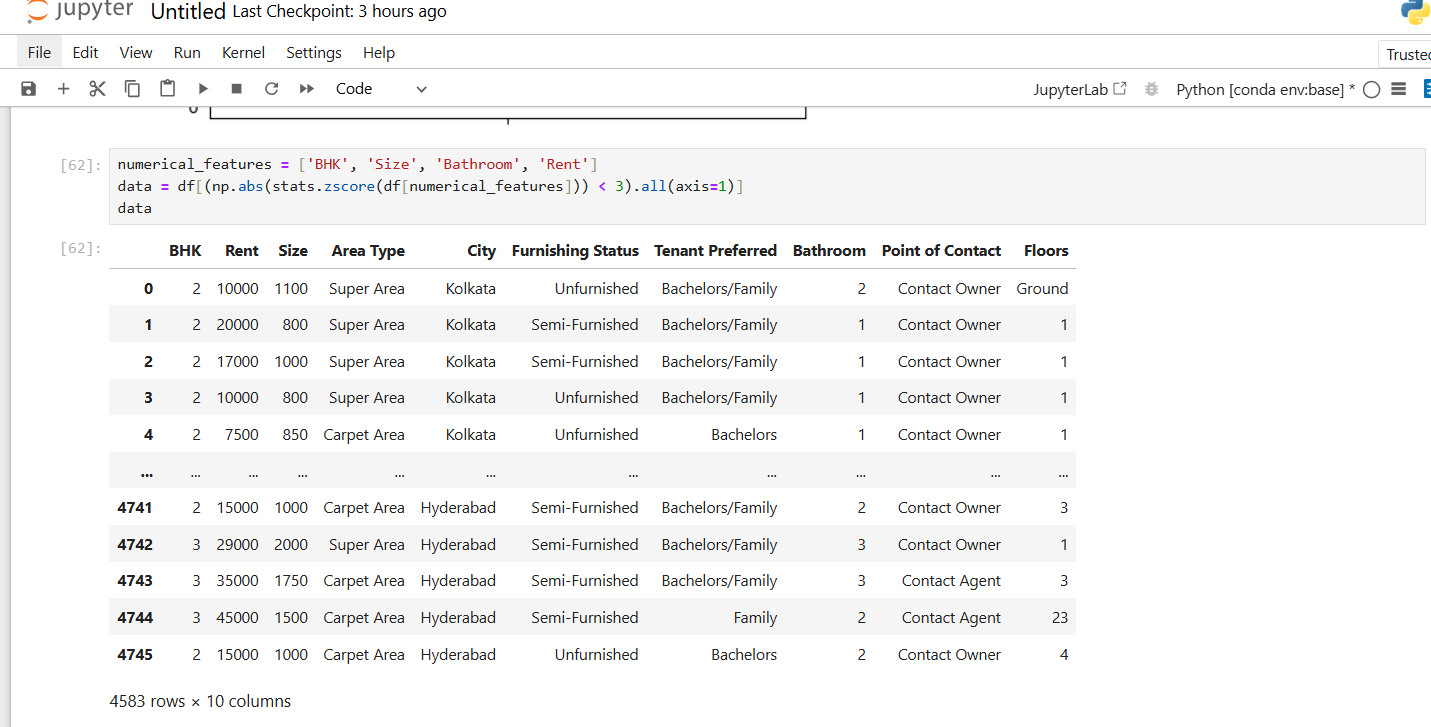 jupyter Untitled Last Checkpoint: 3 hours ago
File Edit View Run Kernel Settings Help
Code JupyterLab Python [conda env:base] *
Trusted
0
[62]: numerical_features = ['BHK', 'Size', 'Bathroom', 'Rent']
data = df[(np.abs(stats.zscore(df[numerical_features])) < 3).all(axis=1)]
data
[62]: BHK Rent Size Area Type City Furnishing Status Tenant Preferred Bathroom Point of Contact Floors
0 2 10000 1100 Super Area Kolkata Unfurnished Bachelors/Family 2 Contact Owner Ground
1 2 20000 800 Super Area Kolkata Semi-Furnished Bachelors/Family 1 Contact Owner 1
2 2 17000 1000 Super Area Kolkata Semi-Furnished Bachelors/Family 1 Contact Owner 1
3 2 10000 800 Super Area Kolkata Unfurnished Bachelors/Family 1 Contact Owner 1
4 2 7500 850 Carpet Area Kolkata Unfurnished Bachelors 1 Contact Owner 1
... ... ... ... ... ... ... ... ... ... ...
4741 2 15000 1000 Carpet Area Hyderabad Semi-Furnished Bachelors/Family 2 Contact Owner 3
4742 3 29000 2000 Super Area Hyderabad Semi-Furnished Bachelors/Family 3 Contact Owner 1
4743 3 35000 1750 Carpet Area Hyderabad Semi-Furnished Bachelors/Family 3 Contact Agent 3
4744 3 45000 1500 Carpet Area Hyderabad Semi-Furnished Family 2 Contact Agent 23
4745 2 15000 1000 Carpet Area Hyderabad Unfurnished Bachelors 2 Contact Owner 4
4583 rows × 10 columns